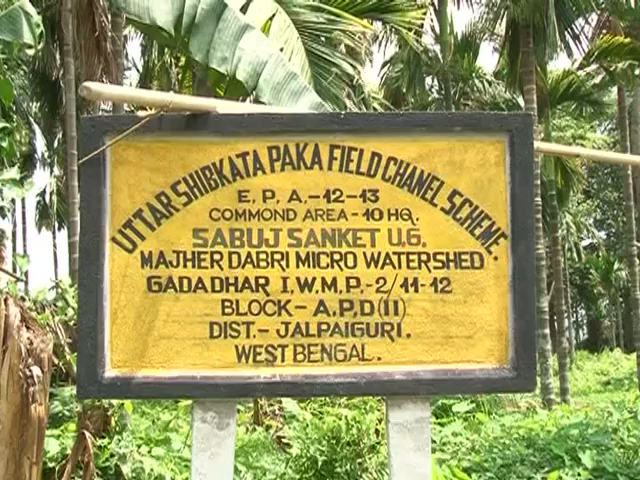 UTTAR SHIBKATA PAKA FIELD CHANEL SCHEME.
E. P. A.-12-13
COMMOND AREA-10 HQ.
SABUJ SANKET U.G.
MAJHER DABRI MICRO WATERSHED
GADADHAR I.W.M.P.-2/11-12
BLOCK-A.P.D(II)
DIST.- JALPAIGURI.
WEST BENGAL.